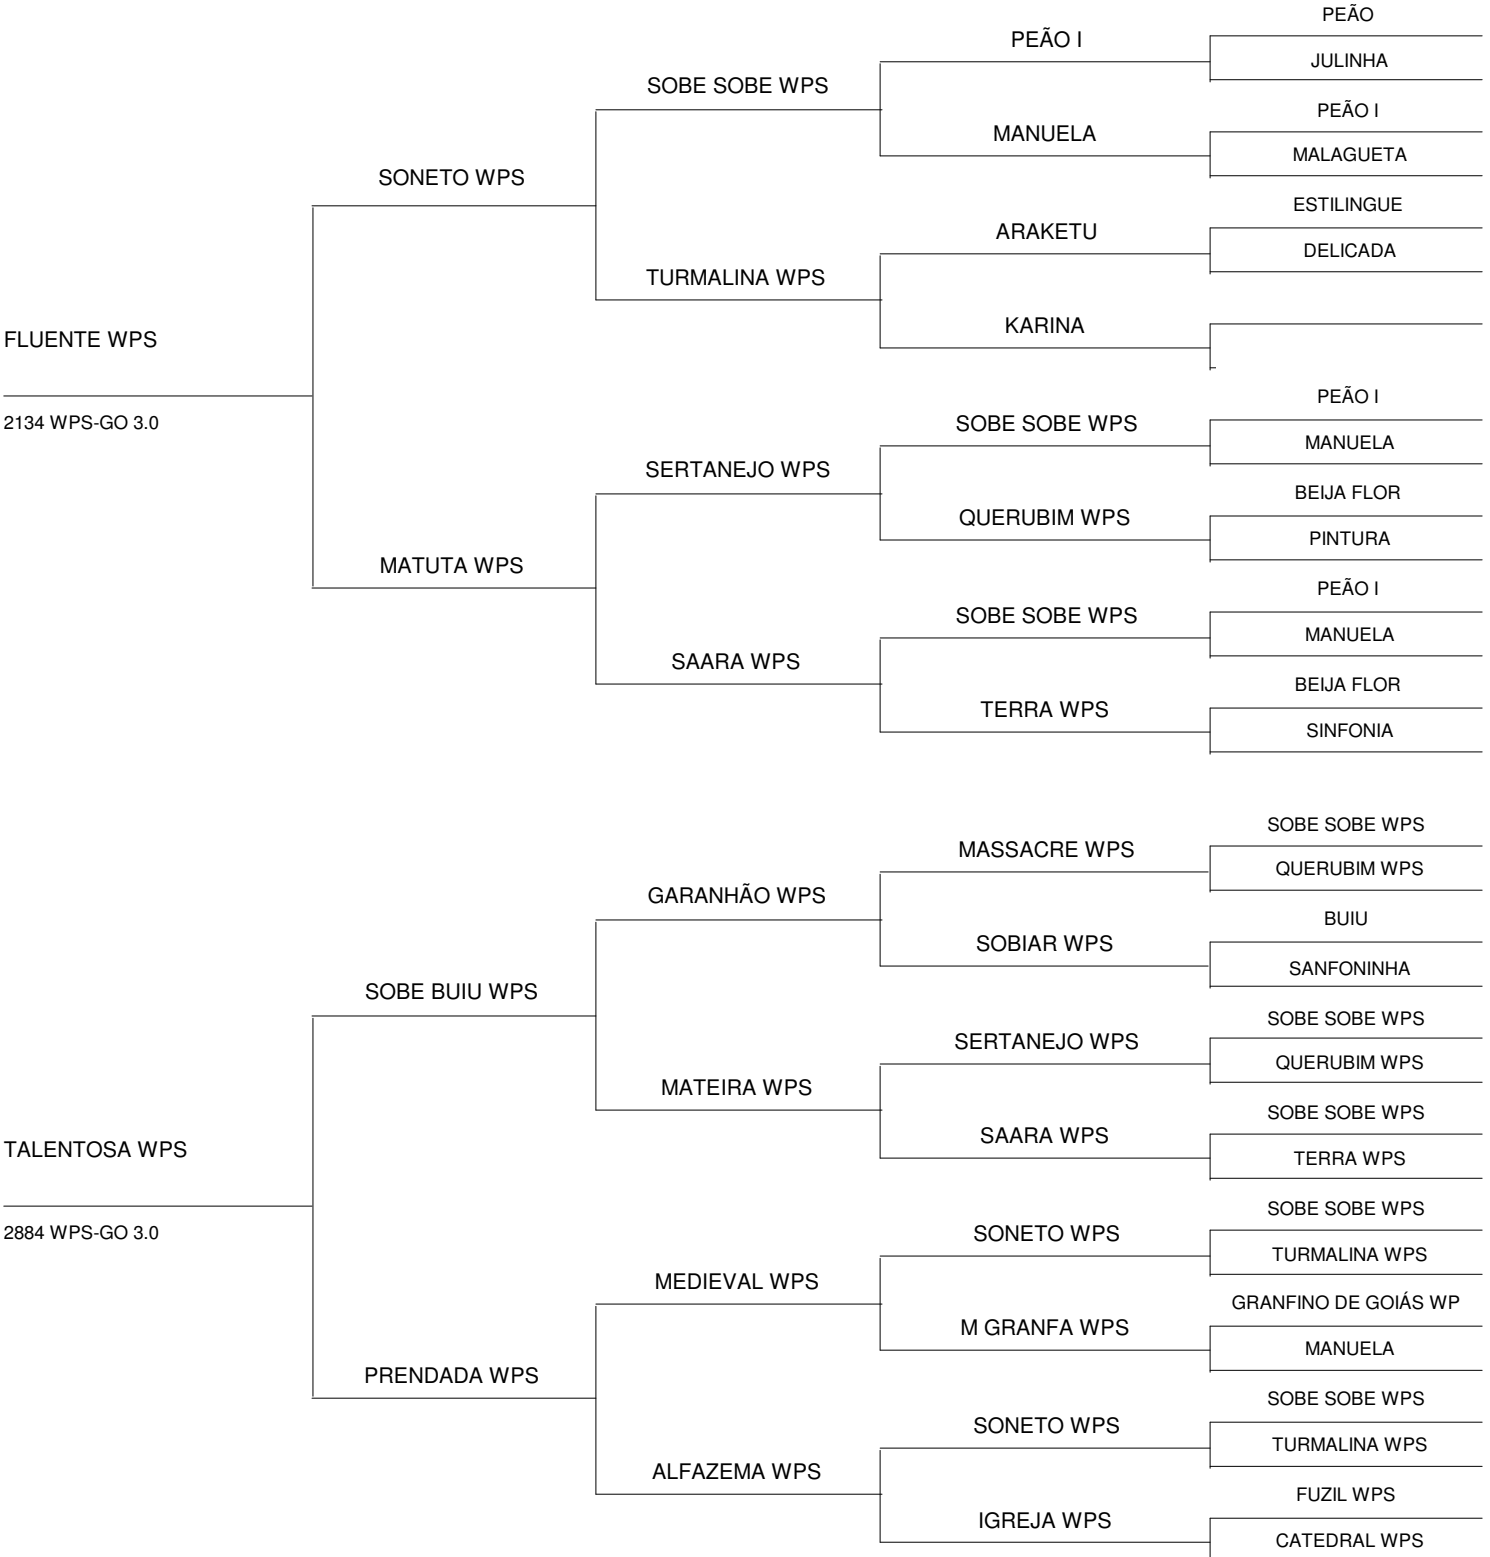 PEÃO
PEÃO I
JULINHA
SOBE SOBE WPS
PEÃO I
MANUELA
MALAGUETA
SONETO WPS
ESTILINGUE
ARAKETU
DELICADA
TURMALINA WPS
KARINA
FLUENTE WPS
PEÃO I
2134 WPS-GO 3.0
SOBE SOBE WPS
MANUELA
SERTANEJO WPS
BEIJA FLOR
QUERUBIM WPS
PINTURA
MATUTA WPS
PEÃO I
SOBE SOBE WPS
MANUELA
SAARA WPS
BEIJA FLOR
TERRA WPS
SINFONIA
SOBE SOBE WPS
MASSACRE WPS
QUERUBIM WPS
GARANHÃO WPS
BUIU
SOBIAR WPS
SANFONINHA
SOBE BUIU WPS
SOBE SOBE WPS
SERTANEJO WPS
QUERUBIM WPS
MATEIRA WPS
SOBE SOBE WPS
SAARA WPS
TERRA WPS
TALENTOSA WPS
SOBE SOBE WPS
2884 WPS-GO 3.0
SONETO WPS
TURMALINA WPS
MEDIEVAL WPS
GRANFINO DE GOIÁS WP
M GRANFA WPS
MANUELA
PRENDADA WPS
SOBE SOBE WPS
SONETO WPS
TURMALINA WPS
ALFAZEMA WPS
FUZIL WPS
IGREJA WPS
CATEDRAL WPS